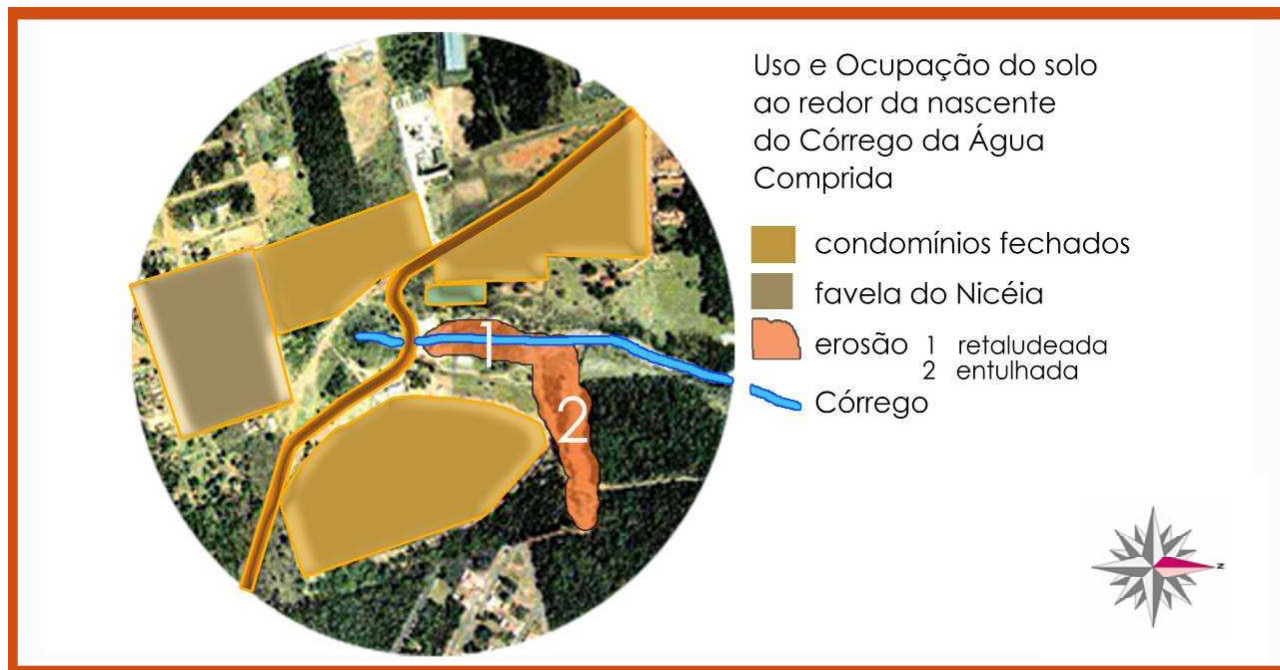 Uso e Ocupação do solo
ao redor da nascente
do Córrego da Água
Comprida
condomínios fechados
favela do Nicéia
erosão 1 retaludeada
2 entulhada
Córrego
1
2
N